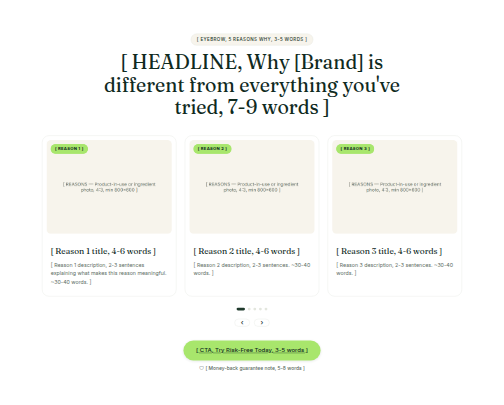 [ EYEBROW, 5 REASONS WHY, 3-5 WORDS ]
[ HEADLINE, Why [Brand] is
different from everything you've
tried, 7-9 words ]
[ REASON 1 ]
[ REASONS — Product-in-use or ingredient
photo, 4:3, min 800×600 ]
[ Reason 1 title, 4-6 words ]
[ Reason 1 description, 2-3 sentences
explaining what makes this reason meaningful.
~30-40 words. ]
[ REASON 2 ]
[ REASONS — Product-in-use or ingredient
photo, 4:3, min 800×600 ]
[ Reason 2 title, 4-6 words ]
[ Reason 2 description, 2-3 sentences. ~30-40
words. ]
[ REASON 3 ]
[ REASONS — Product-in-use or ingredient
photo, 4:3, min 800×600 ]
[ Reason 3 title, 4-6 words ]
[ Reason 3 description, 2-3 sentences. ~30-40
words. ]
[ CTA, Try Risk-Free Today, 3-5 words ]
[ Money-back guarantee note, 5-8 words ]